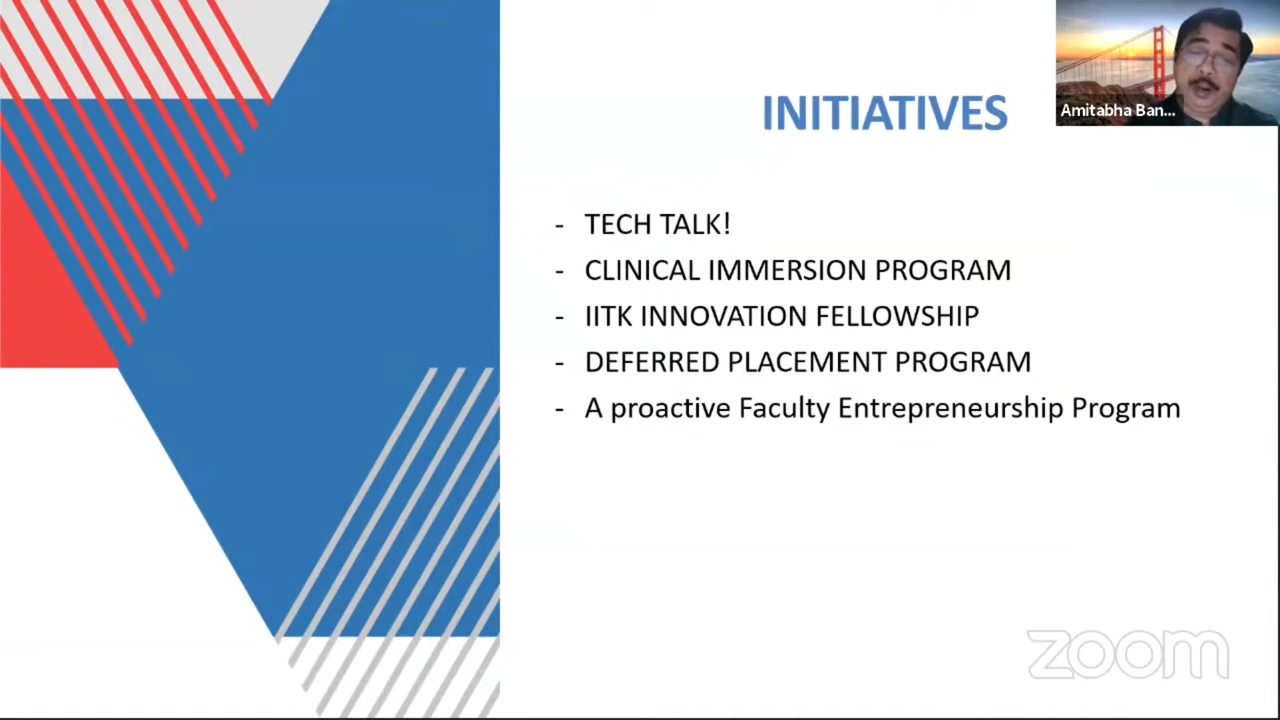 INITIATIVES
Amitabha Ban...
- TECH TALK!
- CLINICAL IMMERSION PROGRAM
- IITK INNOVATION FELLOWSHIP
- DEFERRED PLACEMENT PROGRAM
- A proactive Faculty Entrepreneurship Program
zoom